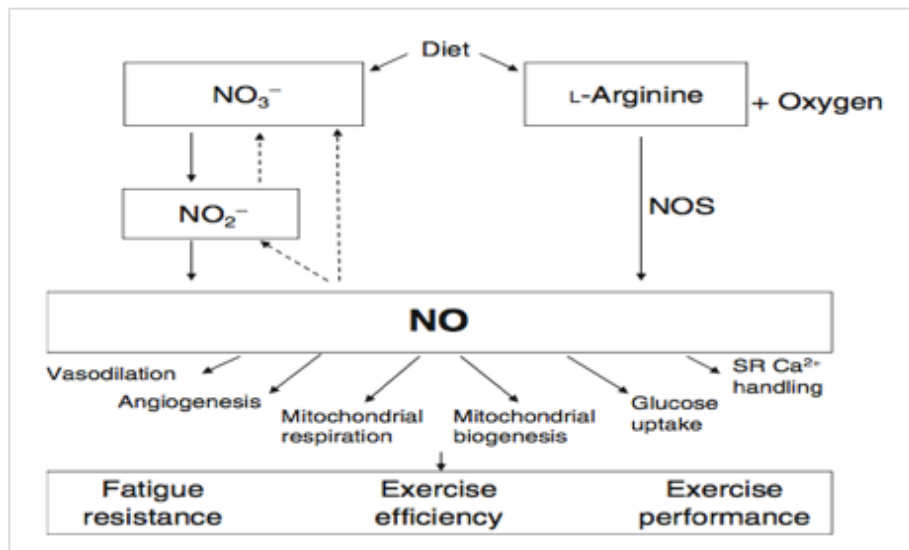 Diet
NO₃⁻
L-Arginine
+ Oxygen
NO₂⁻
NOS
NO
Vasodilation
Angiogenesis
Mitochondrial
respiration
Mitochondrial
biogenesis
Glucose
uptake
SR Ca²⁺
handling
Fatigue
resistance
Exercise
efficiency
Exercise
performance